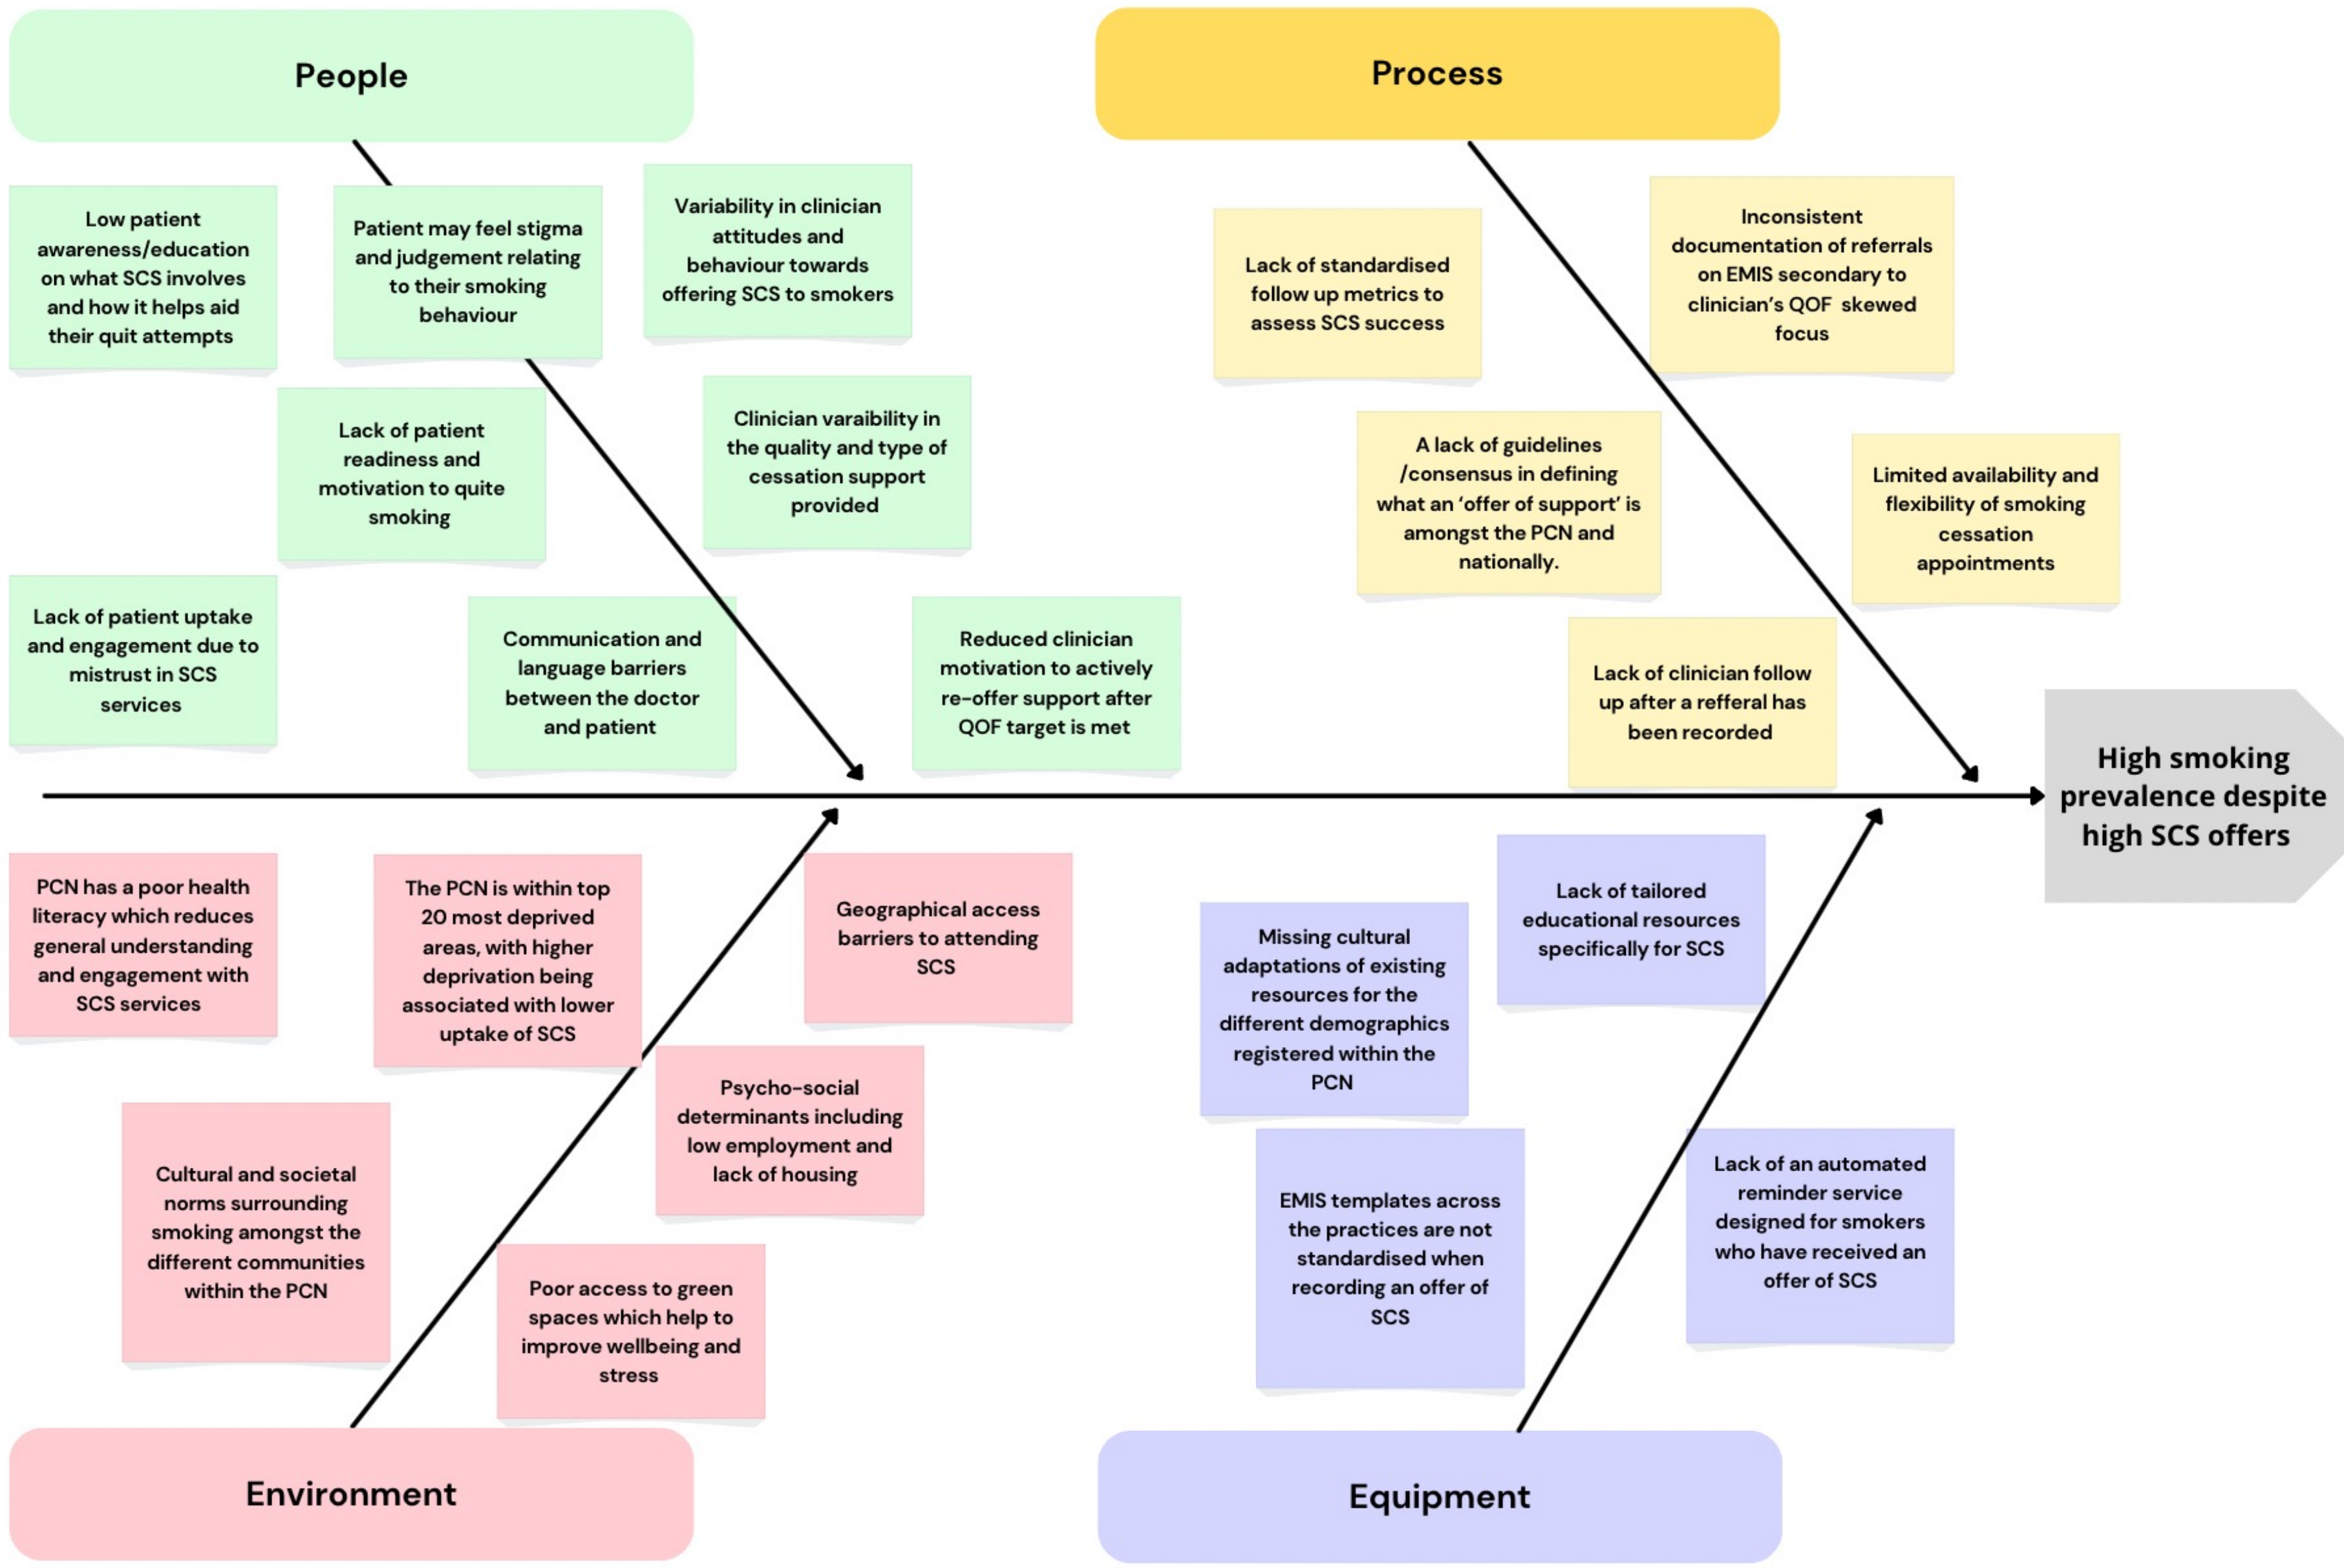 People
Low patient
awareness/education
on what SCS involves
and how it helps aid
their quit attempts
Patient may feel stigma
and judgement relating
to their smoking
behaviour
Variability in clinician
attitudes and
behaviour towards
offering SCS to smokers
Lack of patient
readiness and
motivation to quite
smoking
Clinician varaibility in
the quality and type of
cessation support
provided
Lack of patient uptake
and engagement due to
mistrust in SCS
services
Communication and
language barriers
between the doctor
and patient
Reduced clinician
motivation to actively
re-offer support after
QOF target is met
Process
Lack of standardised
follow up metrics to
assess SCS success
Inconsistent
documentation of referrals
on EMIS secondary to
clinician's QOF skewed
focus
A lack of guidelines
/consensus in defining
what an ‘offer of support’ is
amongst the PCN and
nationally.
Limited availability and
flexibility of smoking
cessation
appointments
Lack of clinician follow
up after a refferal has
been recorded
High smoking
prevalence despite
high SCS offers
PCN has a poor health
literacy which reduces
general understanding
and engagement with
SCS services
The PCN is within top
20 most deprived
areas, with higher
deprivation being
associated with lower
uptake of SCS
Geographical access
barriers to attending
SCS
Psycho-social
determinants including
low employment and
lack of housing
Cultural and societal
norms surrounding
smoking amongst the
different communities
within the PCN
Poor access to green
spaces which help to
improve wellbeing and
stress
Environment
Missing cultural
adaptations of existing
resources for the
different demographics
registered within the
PCN
Lack of tailored
educational resources
specifically for SCS
EMIS templates across
the practices are not
standardised when
recording an offer of
SCS
Lack of an automated
reminder service
designed for smokers
who have received an
offer of SCS
Equipment